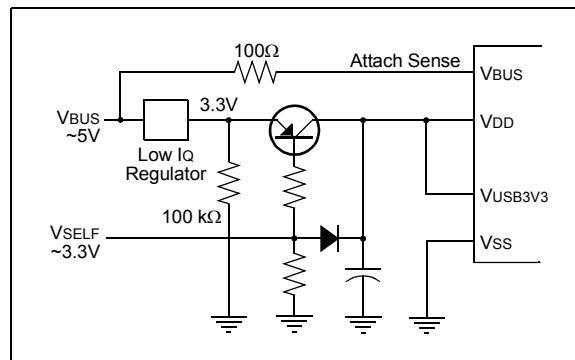 100Ω
Attach Sense
VBUS
VBUS
~5V
3.3V
VDD
Low IQ
Regulator
100 kΩ
VUSB3V3
VSELF
~3.3V
VSS